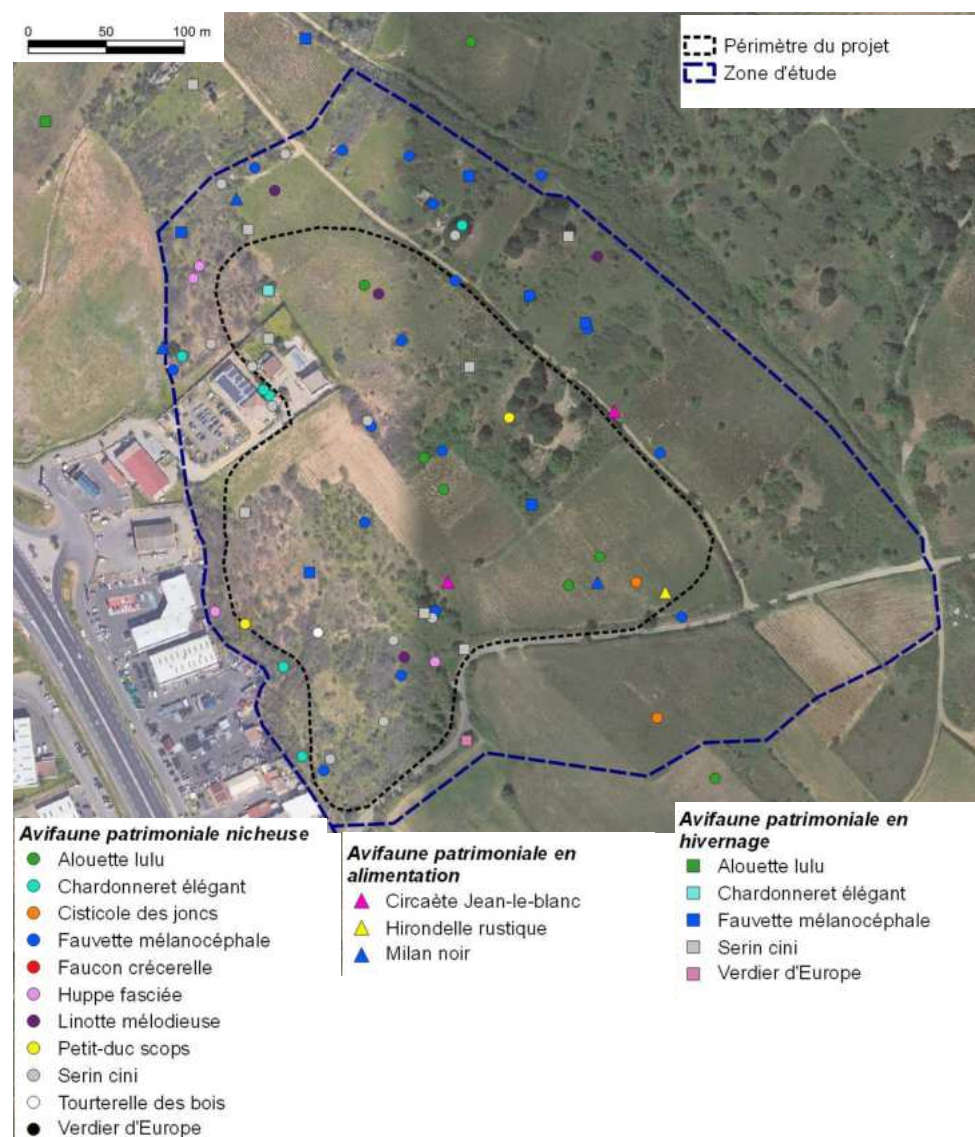 0 50 100 m
Périmètre du projet
Zone d'étude
Avifaune patrimoniale nicheuse
Alouette lulu
Chardonneret élégant
Cisticole des joncs
Fauvette mélanocéphale
Faucon crécerelle
Huppe fasciée
Linotte mélodieuse
Petit-duc scops
Serin cini
Tourterelle des bois
Verdier d'Europe
Avifaune patrimoniale en
alimentation
Circaète Jean-le-blanc
Hirondelle rustique
Milan noir
Avifaune patrimoniale en
hivernage
Alouette lulu
Chardonneret élégant
Fauvette mélanocéphale
Serin cini
Verdier d'Europe